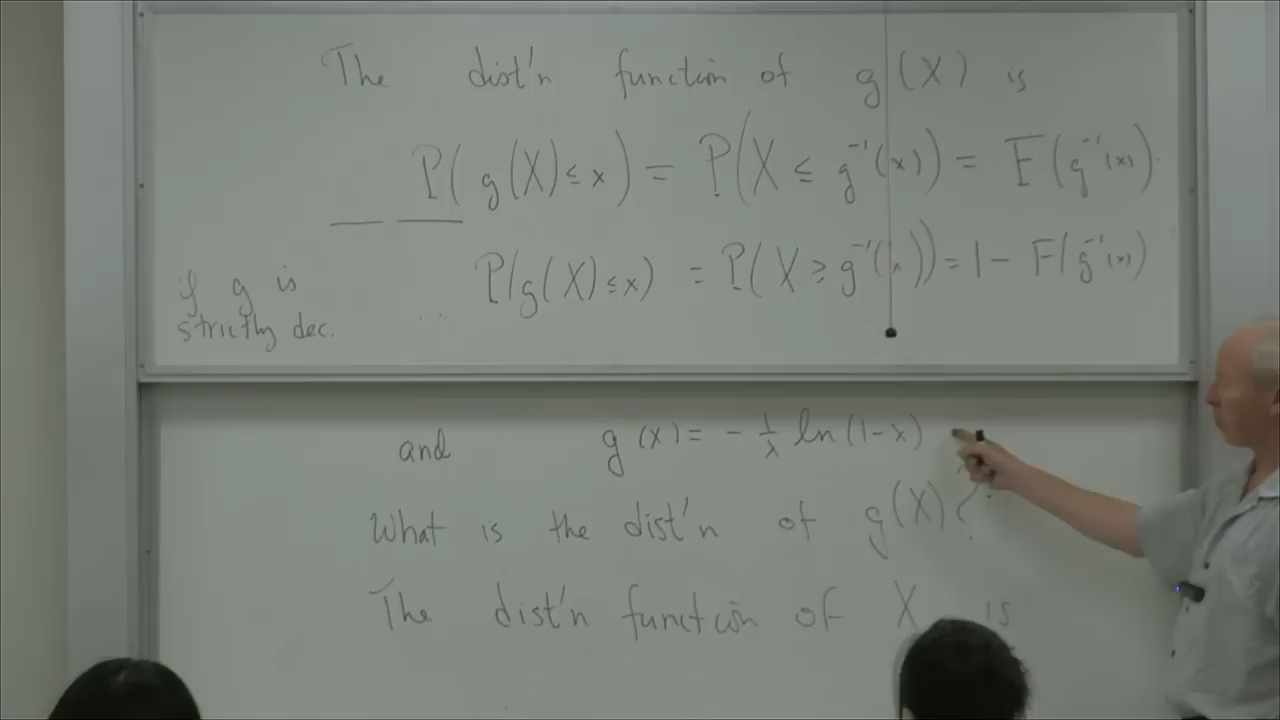 The dist'n function of g(X) is
P(g(X) ≤ x) = P(X ≤ g⁻¹(x)) = F(g⁻¹(x))
P(g(X) ≤ x) = P(X ≥ g⁻¹(x)) = 1 - F(g⁻¹(x))
if g is
strictly dec.
and g(x) = - 1/λ ln(1-x)
What is the dist'n of g(X)?
The dist'n function of X is